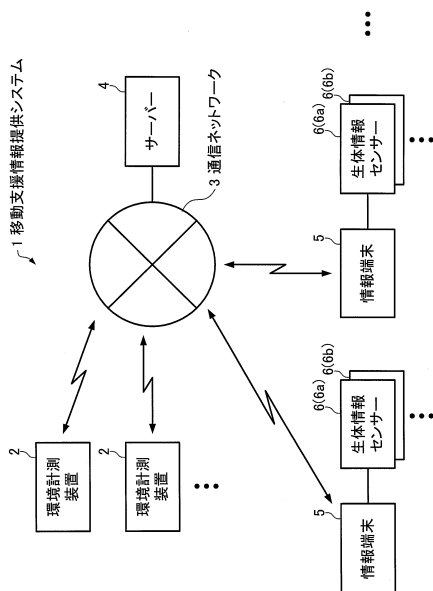 1 移動支援情報提供システム
2
環境計測
装置
2
環境計測
装置
3 通信ネットワーク
4
サーバー
5
情報端末
6(6a)
6(6b)
生体情報
センサー
5
情報端末
6(6a)
6(6b)
生体情報
センサー